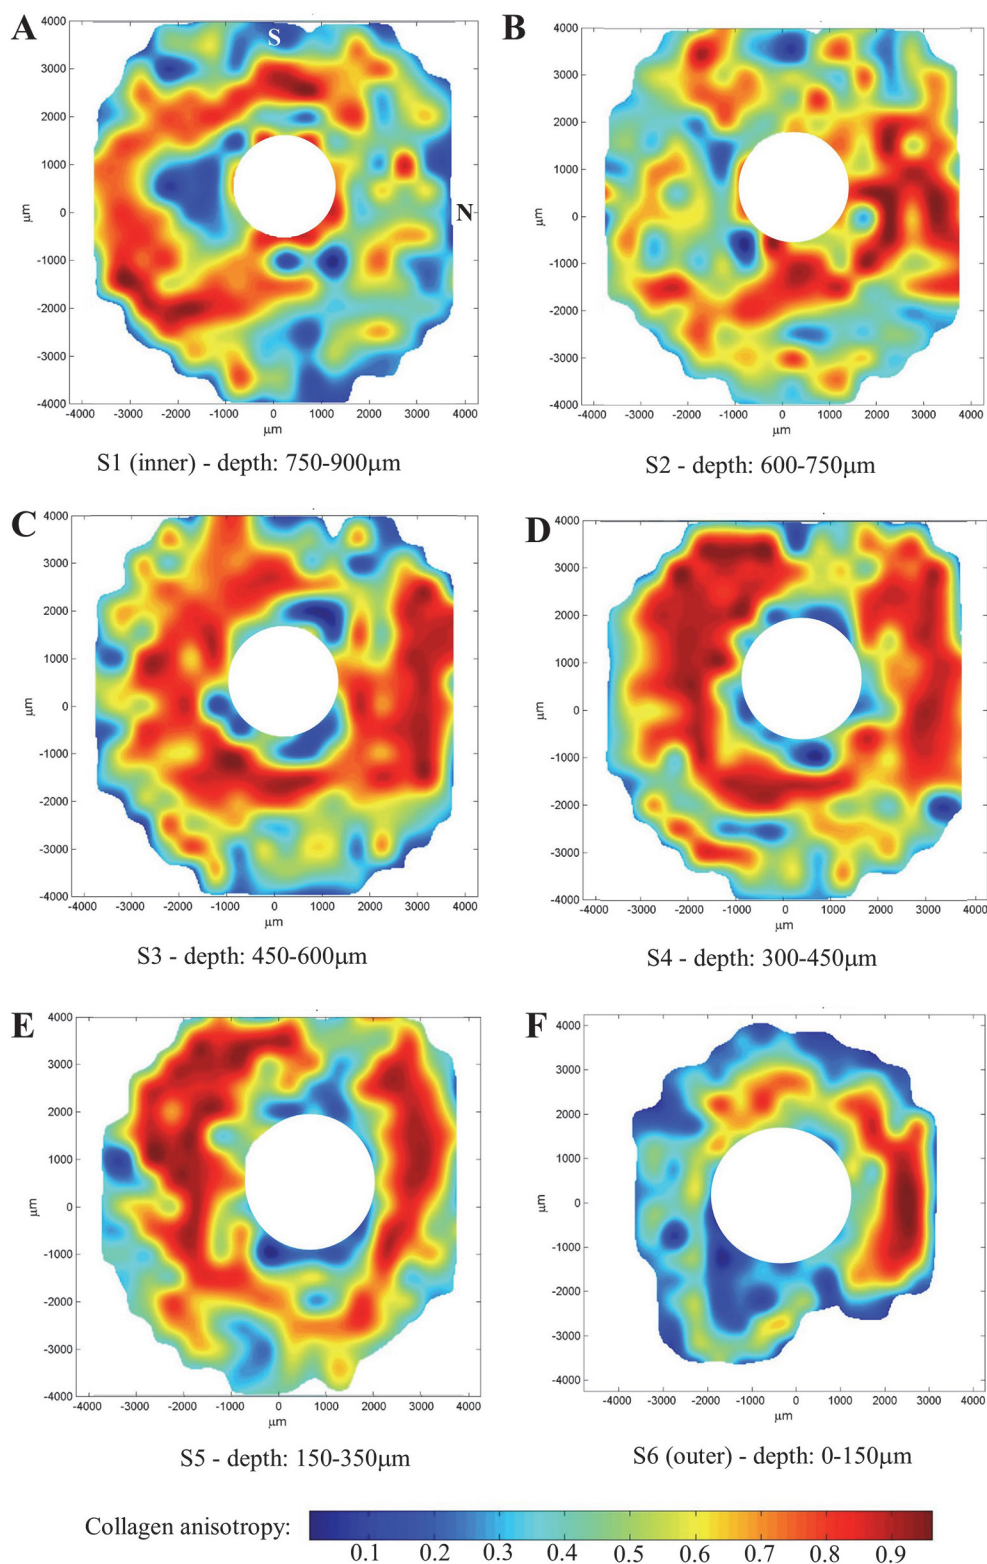 A
B
S
N
4000
3000
2000
1000
0
-1000
-2000
-3000
-4000
μm
-4000 -3000 -2000 -1000 0 1000 2000 3000 4000
μm
4000
3000
2000
1000
0
-1000
-2000
-3000
-4000
μm
-4000 -3000 -2000 -1000 0 1000 2000 3000 4000
μm
S1 (inner) - depth: 750-900μm
S2 - depth: 600-750μm
C
D
4000
3000
2000
1000
0
-1000
-2000
-3000
-4000
μm
-4000 -3000 -2000 -1000 0 1000 2000 3000 4000
μm
4000
3000
2000
1000
0
-1000
-2000
-3000
-4000
μm
-4000 -3000 -2000 -1000 0 1000 2000 3000 4000
μm
S3 - depth: 450-600μm
S4 - depth: 300-450μm
E
F
4000
3000
2000
1000
0
-1000
-2000
-3000
-4000
μm
-4000 -3000 -2000 -1000 0 1000 2000 3000 4000
μm
4000
3000
2000
1000
0
-1000
-2000
-3000
-4000
μm
-4000 -3000 -2000 -1000 0 1000 2000 3000 4000
μm
S5 - depth: 150-350μm
S6 (outer) - depth: 0-150μm
Collagen anisotropy:
0.1 0.2 0.3 0.4 0.5 0.6 0.7 0.8 0.9